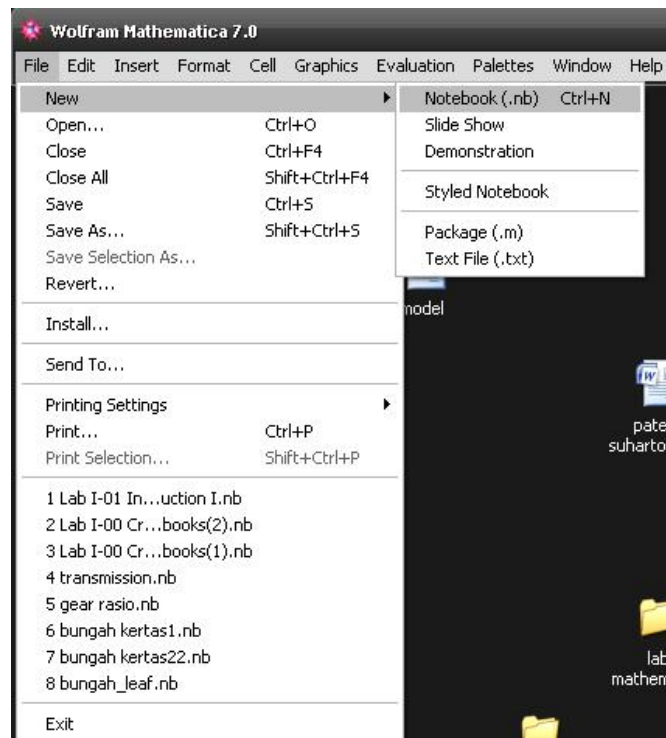 Wolfram Mathematica 7.0
File Edit Insert Format Cell Graphics Evaluation Palettes Window Help
New
Open... Ctrl+O
Close Ctrl+F4
Close All Shift+Ctrl+F4
Save Ctrl+S
Save As... Shift+Ctrl+S
Save Selection As...
Revert...
Install...
Send To...
Printing Settings
Print... Ctrl+P
Print Selection... Shift+Ctrl+P
1 Lab I-01 In...uction I.nb
2 Lab I-00 Cr...books(2).nb
3 Lab I-00 Cr...books(1).nb
4 transmission.nb
5 gear rasio.nb
6 bungah kertas1.nb
7 bungah kertas22.nb
8 bungah_leaf.nb
Exit
Notebook (.nb) Ctrl+N
Slide Show
Demonstration
Styled Notebook
Package (.m)
Text File (.txt)
model
pate
suharto
lab
mathem